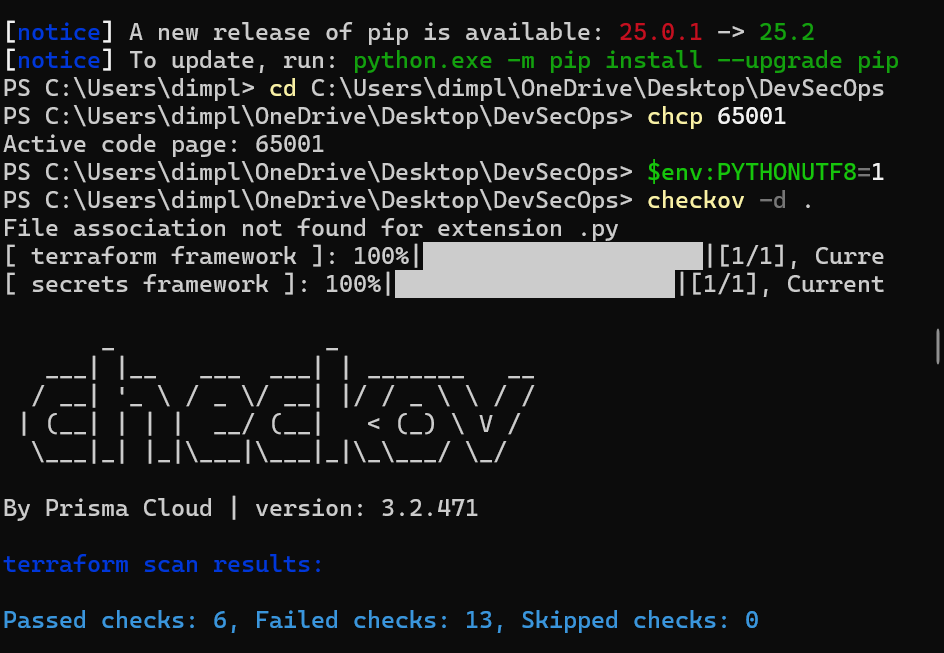 [notice] A new release of pip is available: 25.0.1 -> 25.2
[notice] To update, run: python.exe -m pip install --upgrade pip
PS C:\Users\dimpl> cd C:\Users\dimpl\OneDrive\Desktop\DevSecOps
PS C:\Users\dimpl\OneDrive\Desktop\DevSecOps> chcp 65001
Active code page: 65001
PS C:\Users\dimpl\OneDrive\Desktop\DevSecOps> $env:PYTHONUTF8=1
PS C:\Users\dimpl\OneDrive\Desktop\DevSecOps> checkov -d .
File association not found for extension .py
[ terraform framework ]: 100%|████████████████████|[1/1], Curre
[ secrets framework ]: 100%|████████████████████|[1/1], Current
checkov
By Prisma Cloud | version: 3.2.471
terraform scan results:
Passed checks: 6, Failed checks: 13, Skipped checks: 0